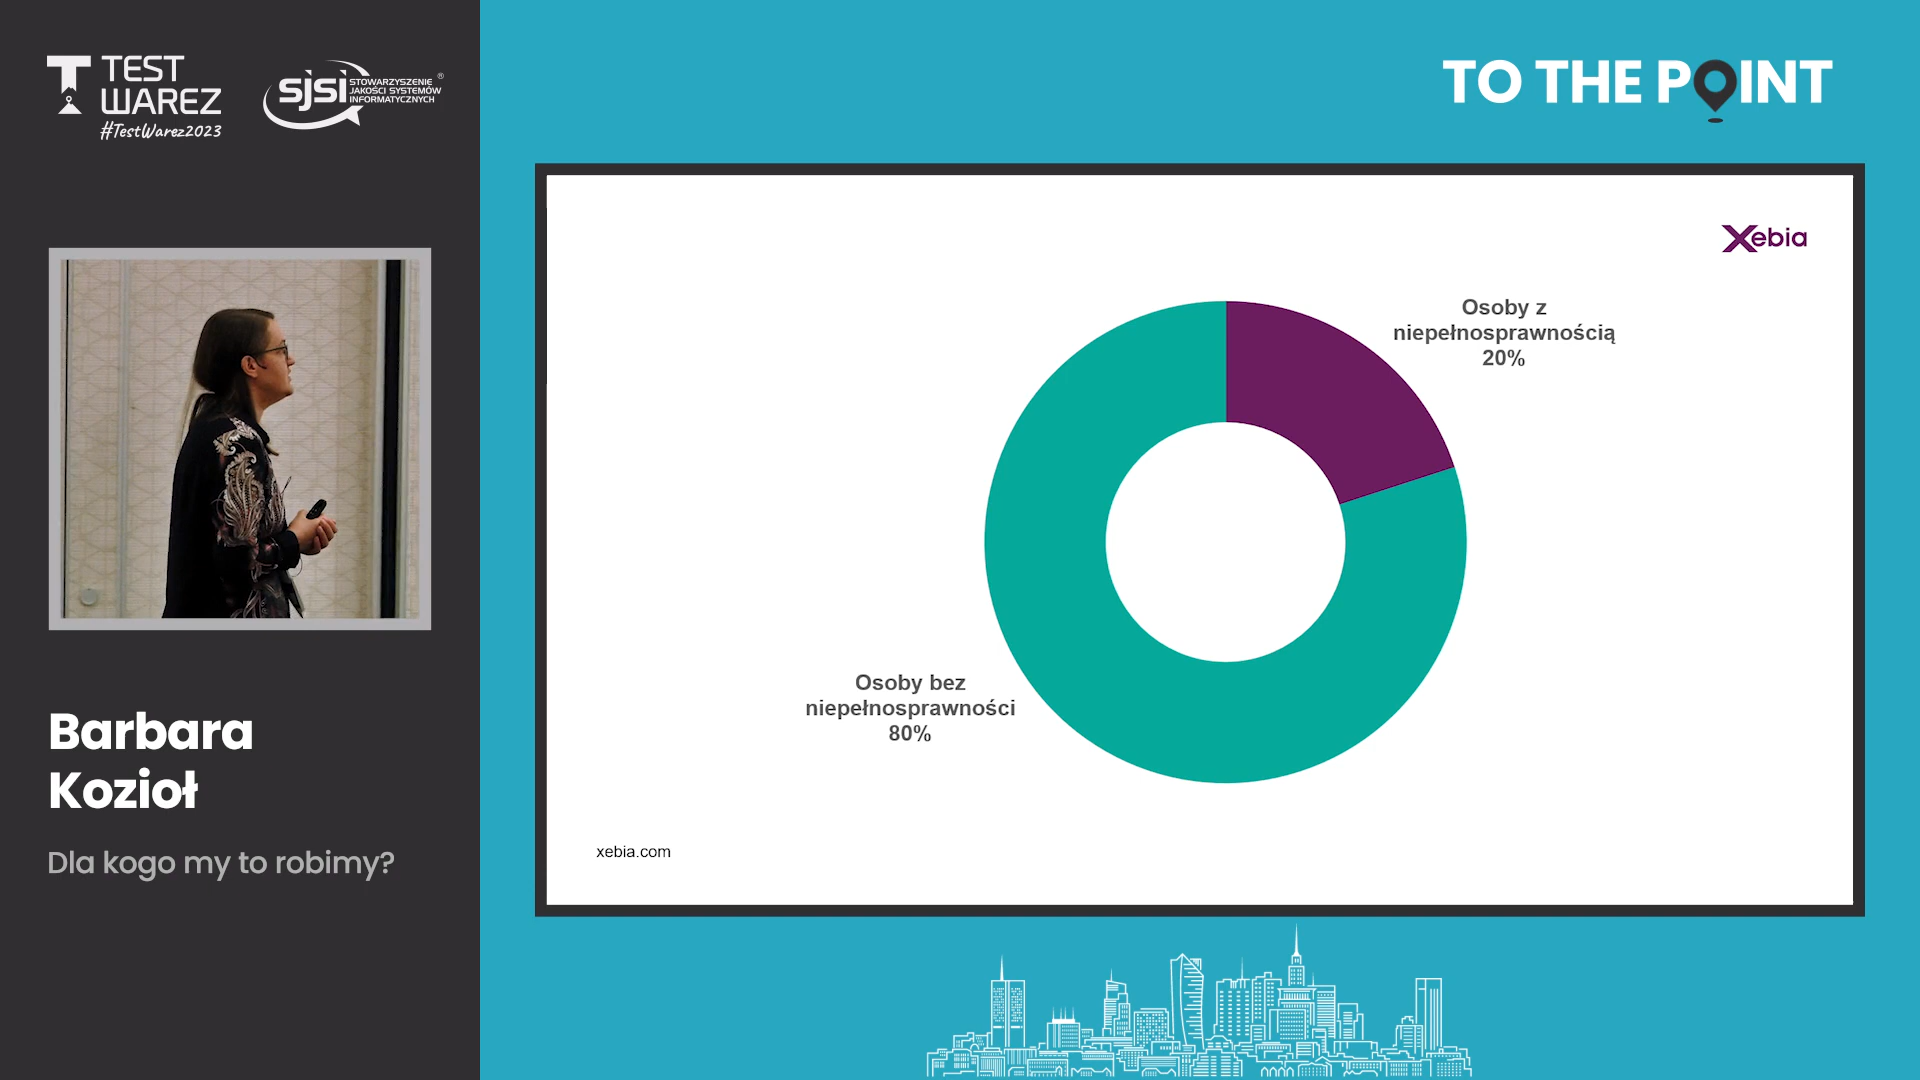 TEST
WAREZ
#TestWarez2023
sjsi
STOWARZYSZENIE
JAKOŚCI SYSTEMÓW
INFORMATYCZNYCH
®
TO THE POINT
Xebia
Osoby z
niepełnosprawnością
20%
Osoby bez
niepełnosprawności
80%
xebia.com
Barbara
Kozioł
Dla kogo my to robimy?